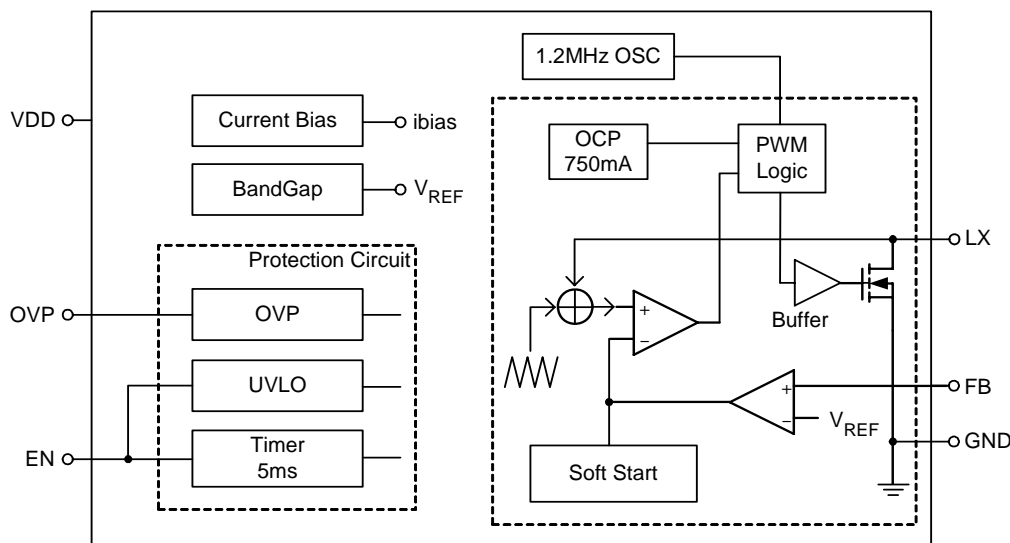 1.2MHz OSC
VDD
Current Bias
ibias
OCP
750mA
PWM
Logic
BandGap
VREF
LX
Protection Circuit
OVP
OVP
+
−
Buffer
UVLO
+
−
FB
VREF
EN
Timer
5ms
Soft Start
GND